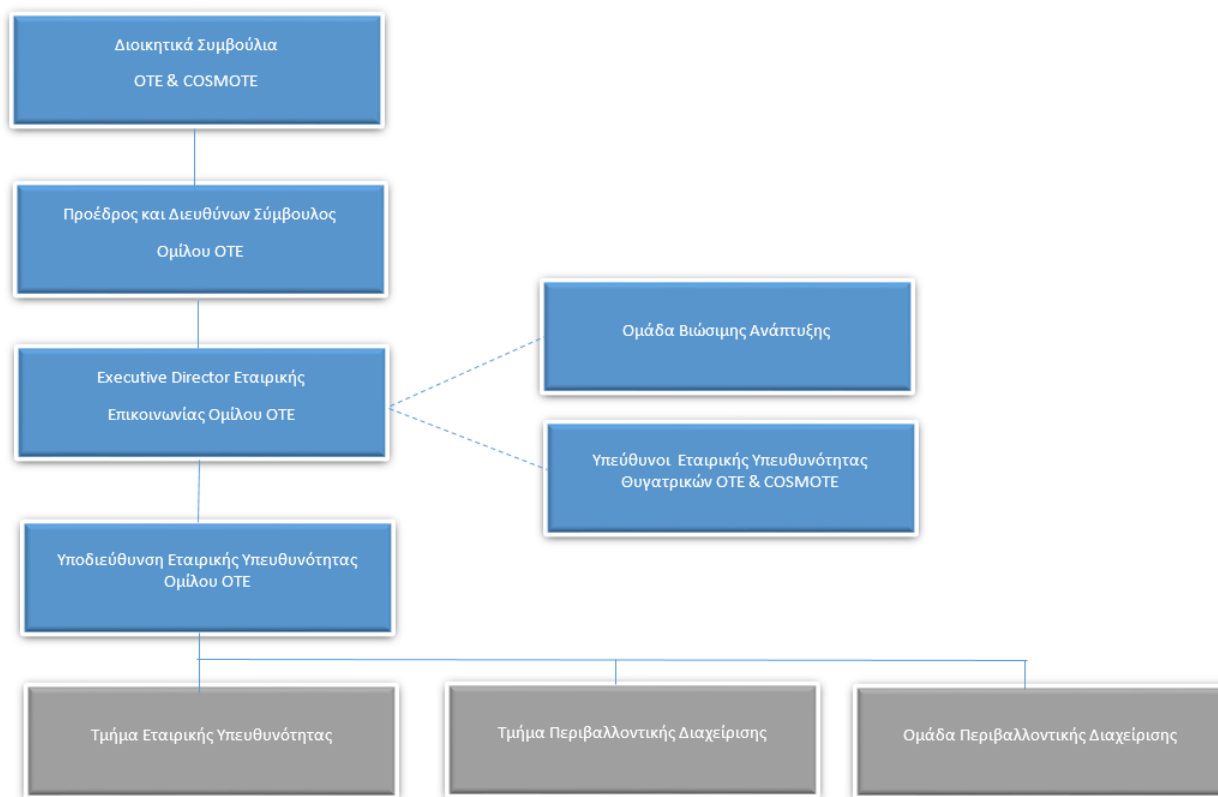 Διοικητικά Συμβούλια
ΟΤΕ & COSMOTE
Προέδρος και Διευθύνων Σύμβουλος
Ομίλου ΟΤΕ
Executive Director Εταιρικής
Επικοινωνίας Ομίλου ΟΤΕ
Ομάδα Βιώσιμης Ανάπτυξης
Υπεύθυνοι Εταιρικής Υπευθυνότητας
Θυγατρικών ΟΤΕ & COSMOTE
Υποδιεύθυνση Εταιρικής Υπευθυνότητας
Ομίλου ΟΤΕ
Τμήμα Εταιρικής Υπευθυνότητας
Τμήμα Περιβαλλοντικής Διαχείρισης
Ομάδα Περιβαλλοντικής Διαχείρισης